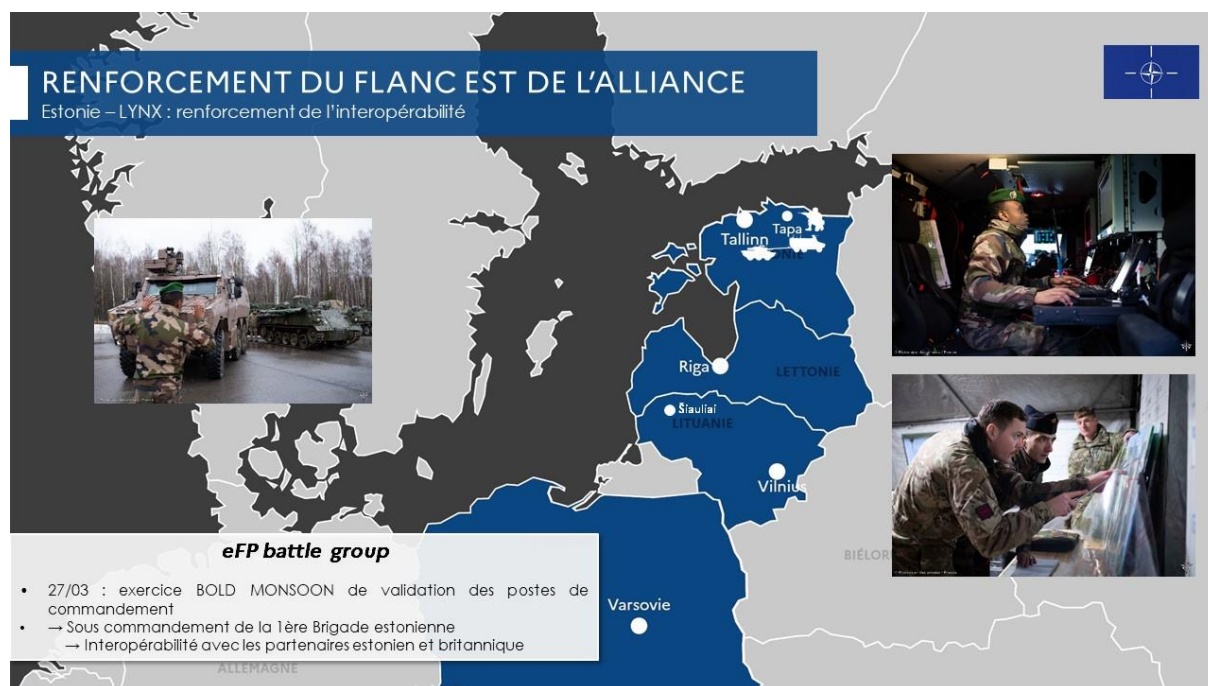 RENFORCEMENT DU FLANC EST DE L'ALLIANCE
Estonie – LYNX : renforcement de l'interopérabilité
Tallinn
Tapa
Riga
LETTONIE
Šiauliai
LITUANIE
Vilnius
Varsovie
ALLEMAGNE
eFP battle group
• 27/03 : exercice BOLD MONSOON de validation des postes de
commandement
• → Sous commandement de la 1ère Brigade estonienne
→ Interopérabilité avec les partenaires estonien et britannique